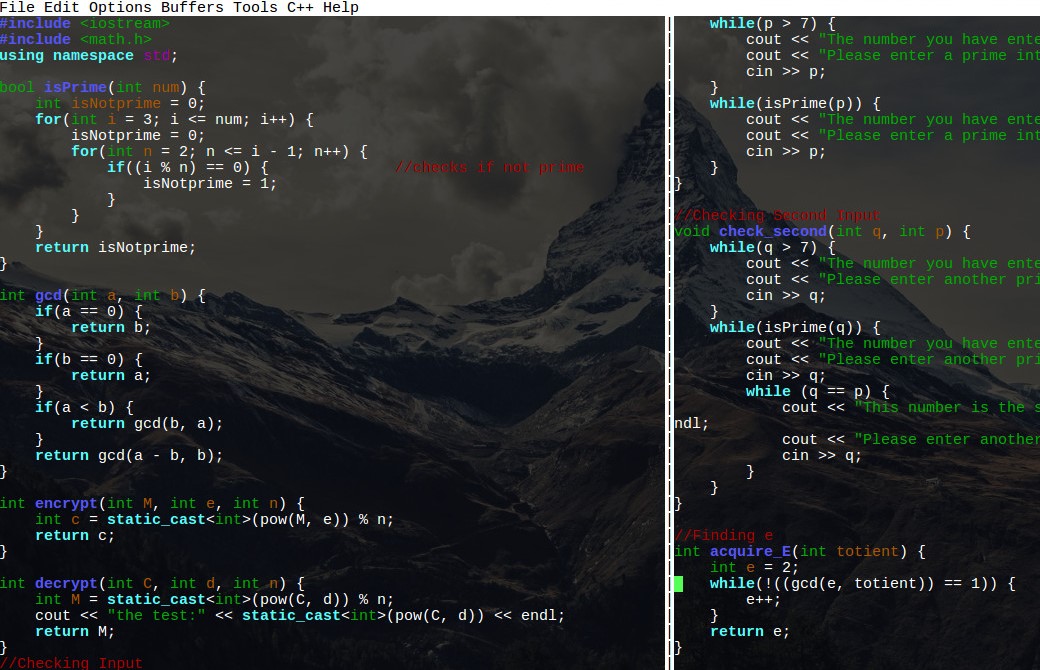 File Edit Options Buffers Tools C++ Help
#include <iostream>
#include <math.h>
using namespace std;

bool isPrime(int num) {
    int isNotprime = 0;
    for(int i = 3; i <= num; i++) {
        isNotprime = 0;
        for(int n = 2; n <= i - 1; n++) {
            if((i % n) == 0) {              //checks if not prime
                isNotprime = 1;
            }
        }
    }
    return isNotprime;
}

int gcd(int a, int b) {
    if(a == 0) {
        return b;
    }
    if(b == 0) {
        return a;
    }
    if(a < b) {
        return gcd(b, a);
    }
    return gcd(a - b, b);
}

int encrypt(int M, int e, int n) {
    int c = static_cast<int>(pow(M, e)) % n;
    return c;
}

int decrypt(int C, int d, int n) {
    int M = static_cast<int>(pow(C, d)) % n;
    cout << "the test:" << static_cast<int>(pow(C, d)) << endl;
    return M;
}
//Checking Input
    while(p > 7) {
        cout << "The number you have ente
        cout << "Please enter a prime int
        cin >> p;
    }
    while(isPrime(p)) {
        cout << "The number you have ente
        cout << "Please enter a prime int
        cin >> p;
    }
}

//Checking Second Input
void check_second(int q, int p) {
    while(q > 7) {
        cout << "The number you have ente
        cout << "Please enter another pri
        cin >> q;
    }
    while(isPrime(q)) {
        cout << "The number you have ente
        cout << "Please enter another pri
        cin >> q;
        while (q == p) {
            cout << "This number is the s
ndl;
            cout << "Please enter another
            cin >> q;
        }
    }
}

//Finding e
int acquire_E(int totient) {
    int e = 2;
    while(!((gcd(e, totient)) == 1)) {
        e++;
    }
    return e;
}